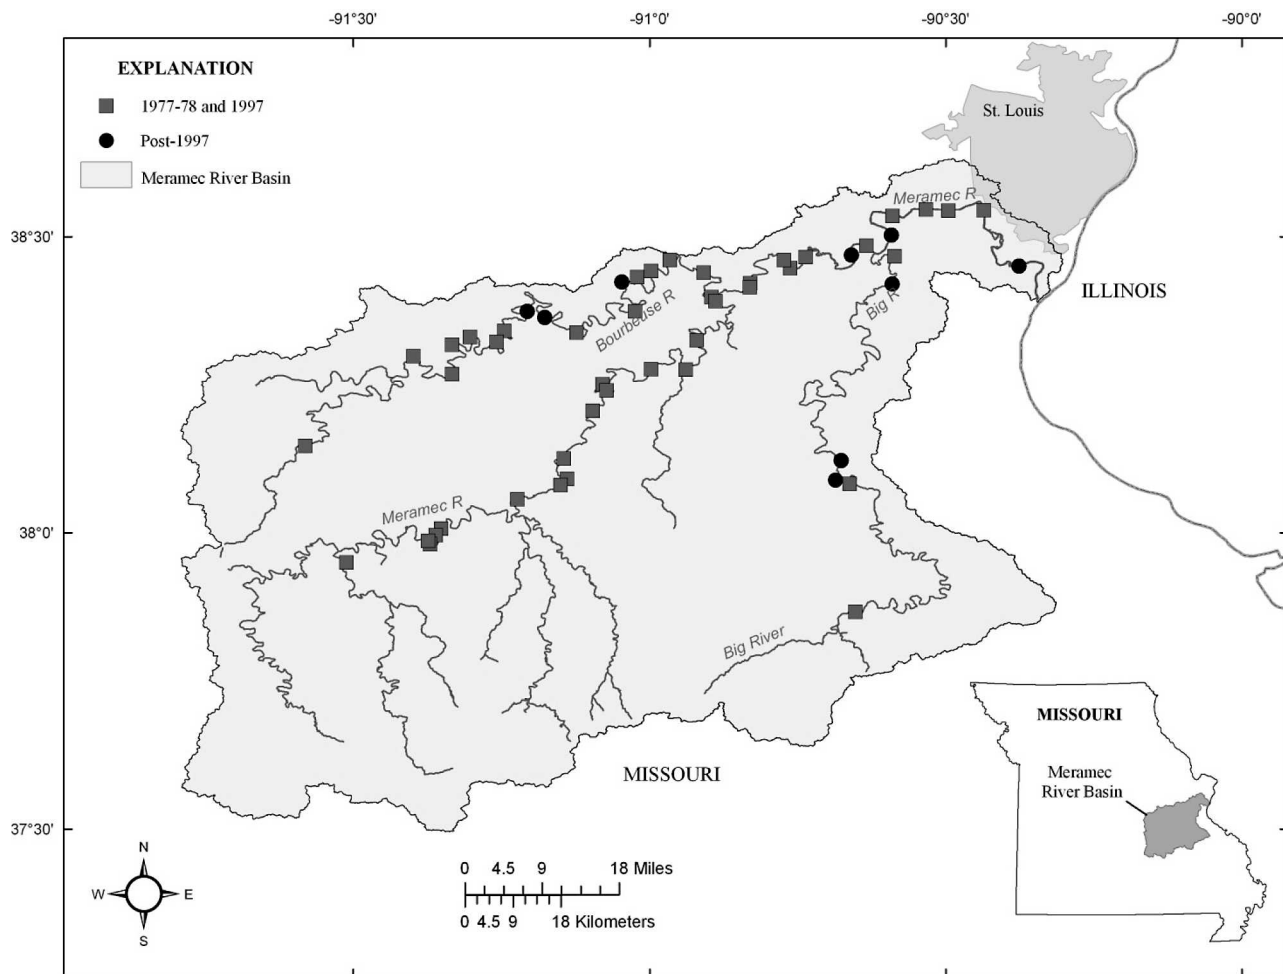 -91°30'
-91°0'
-90°30'
-90°0'
EXPLANATION
1977-78 and 1997
Post-1997
Meramec River Basin
St. Louis
Meramec R
38°30'
ILLINOIS
Big R
Bourbeuse R
Meramec R
38°0'
Big River
MISSOURI
MISSOURI
Meramec
River Basin
37°30'
N
W
E
S
0 4.5 9 18 Miles
0 4.5 9 18 Kilometers